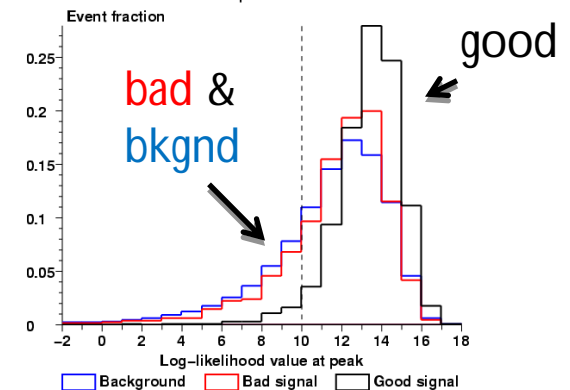 Event fraction
good
bad &
bkgnd
0.25
0.2
0.15
0.1
0.05
0
−2 0 2 4 6 8 10 12 14 16 18
Log−likelihood value at peak
Background Bad signal Good signal